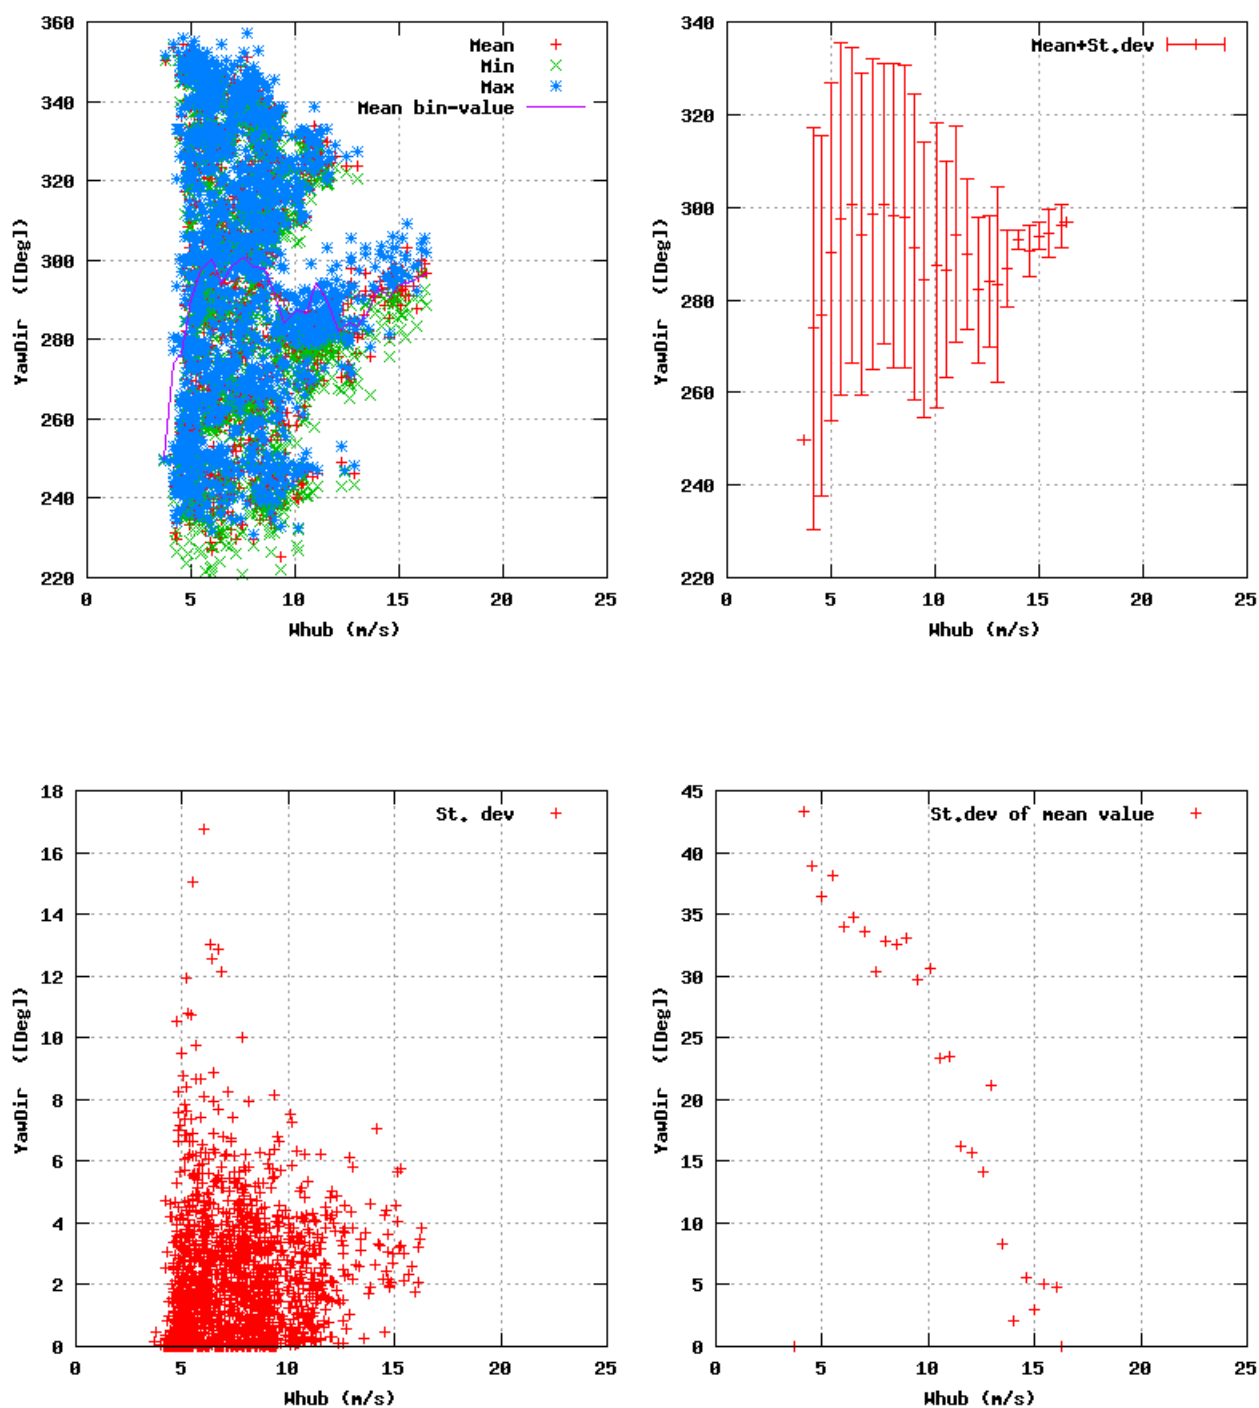 360
340
320
300
280
260
240
220
0 5 10 15 20 25
YawDir ([Deg])
Whub (m/s)
Mean
Min
Max
Mean bin-value
340
320
300
280
260
240
220
0 5 10 15 20 25
YawDir ([Deg])
Whub (m/s)
Mean+St.dev
18
16
14
12
10
8
6
4
2
0
0 5 10 15 20 25
YawDir ([Deg])
Whub (m/s)
St. dev
45
40
35
30
25
20
15
10
5
0
0 5 10 15 20 25
YawDir ([Deg])
Whub (m/s)
St.dev of mean value